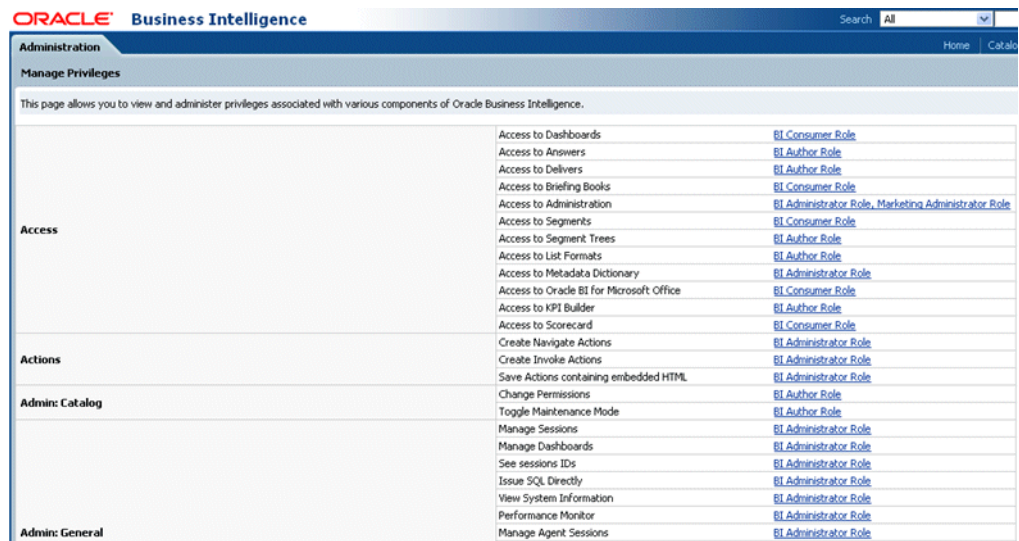 ORACLE Business Intelligence
Search All
Administration
Home Catalo
Manage Privileges
This page allows you to view and administer privileges associated with various components of Oracle Business Intelligence.
Access to Dashboards BI Consumer Role
Access to Answers BI Author Role
Access to Delivers BI Author Role
Access to Briefing Books BI Consumer Role
Access to Administration BI Administrator Role, Marketing Administrator Role
Access to Segments BI Consumer Role
Access
Access to Segment Trees BI Author Role
Access to List Formats BI Author Role
Access to Metadata Dictionary BI Administrator Role
Access to Oracle BI for Microsoft Office BI Consumer Role
Access to KPI Builder BI Author Role
Access to Scorecard BI Consumer Role
Create Navigate Actions BI Administrator Role
Actions Create Invoke Actions BI Administrator Role
Save Actions containing embedded HTML BI Administrator Role
Admin: Catalog
Change Permissions BI Author Role
Toggle Maintenance Mode BI Author Role
Manage Sessions BI Administrator Role
Manage Dashboards BI Administrator Role
See sessions IDs BI Administrator Role
Issue SQL Directly BI Administrator Role
View System Information BI Administrator Role
Performance Monitor BI Administrator Role
Admin: General Manage Agent Sessions BI Administrator Role